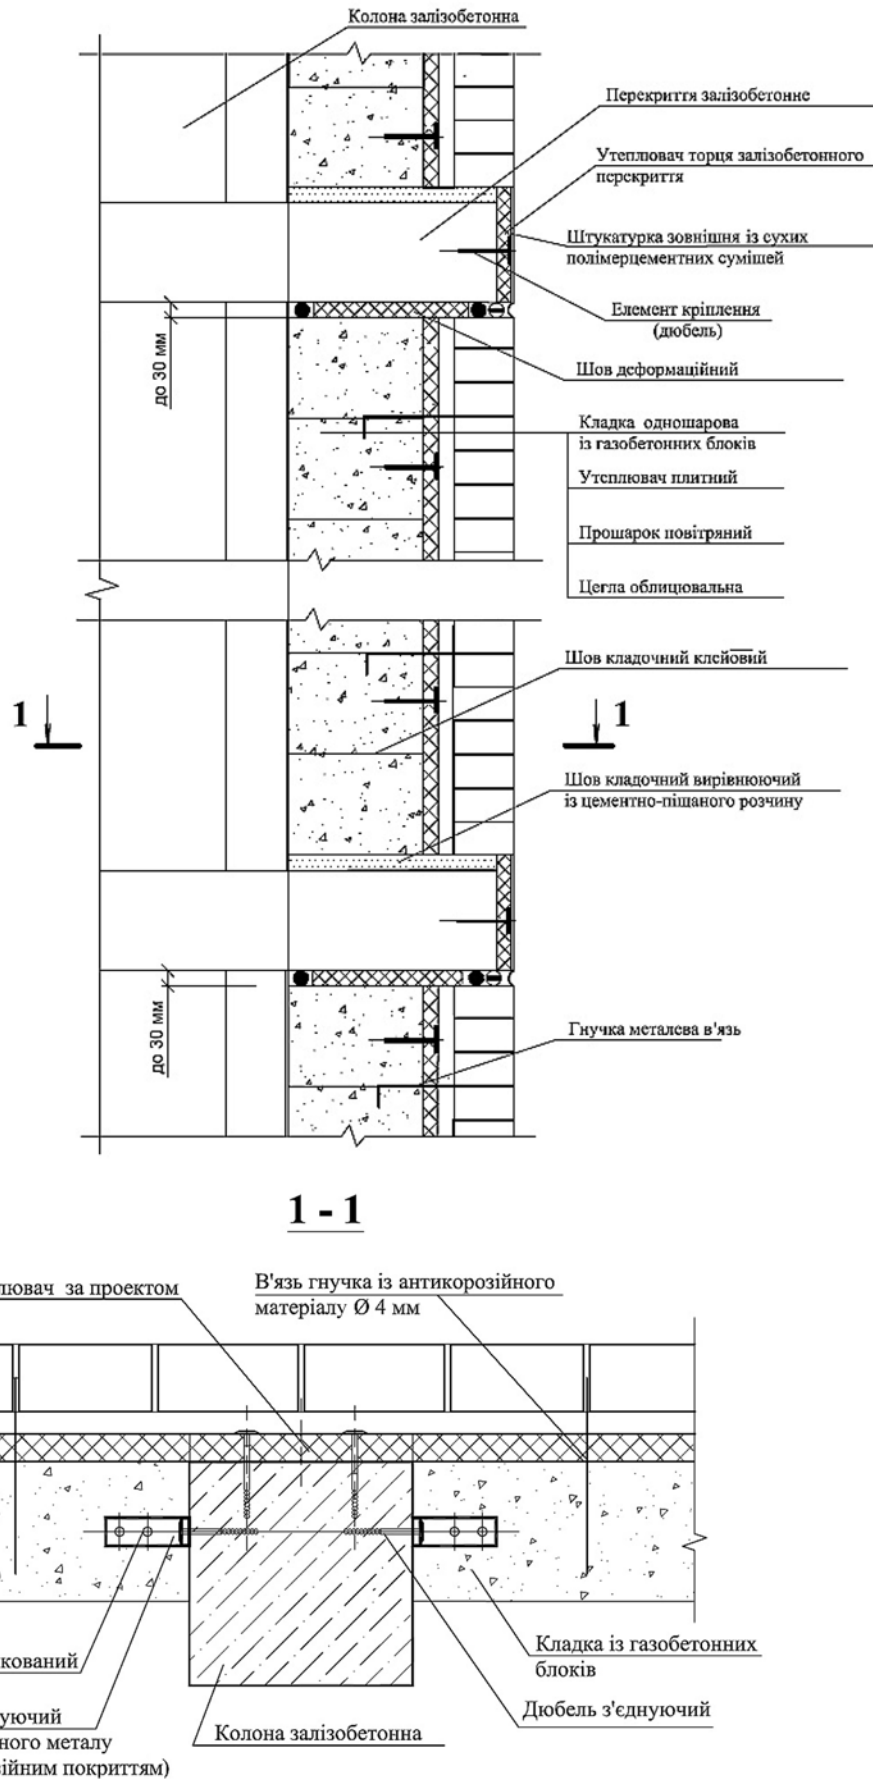 Колона залізобетонна
Перекриття залізобетонне
Утеплювач торця залізобетонного
перекриття
Штукатурка зовнішня із сухих
полімерцементних сумішей
Елемент кріплення
(дюбель)
до 30 мм
Шов деформаційний
Кладка одношарова
із газобетонних блоків
Утеплювач плитний
Прошарок повітряний
Цегла облицювальна
Шов кладочний клейовий
1
1
Шов кладочний вирівнюючий
із цементно-піщаного розчину
до 30 мм
Гнучка металева в'язь
1 - 1
лювач за проектом
В'язь гнучка із антикорозійного
матеріалу Ø 4 мм
кований
Кладка із газобетонних
блоків
уючий
ного металу
зійним покриттям)
Колона залізобетонна
Дюбель з'єднуючий